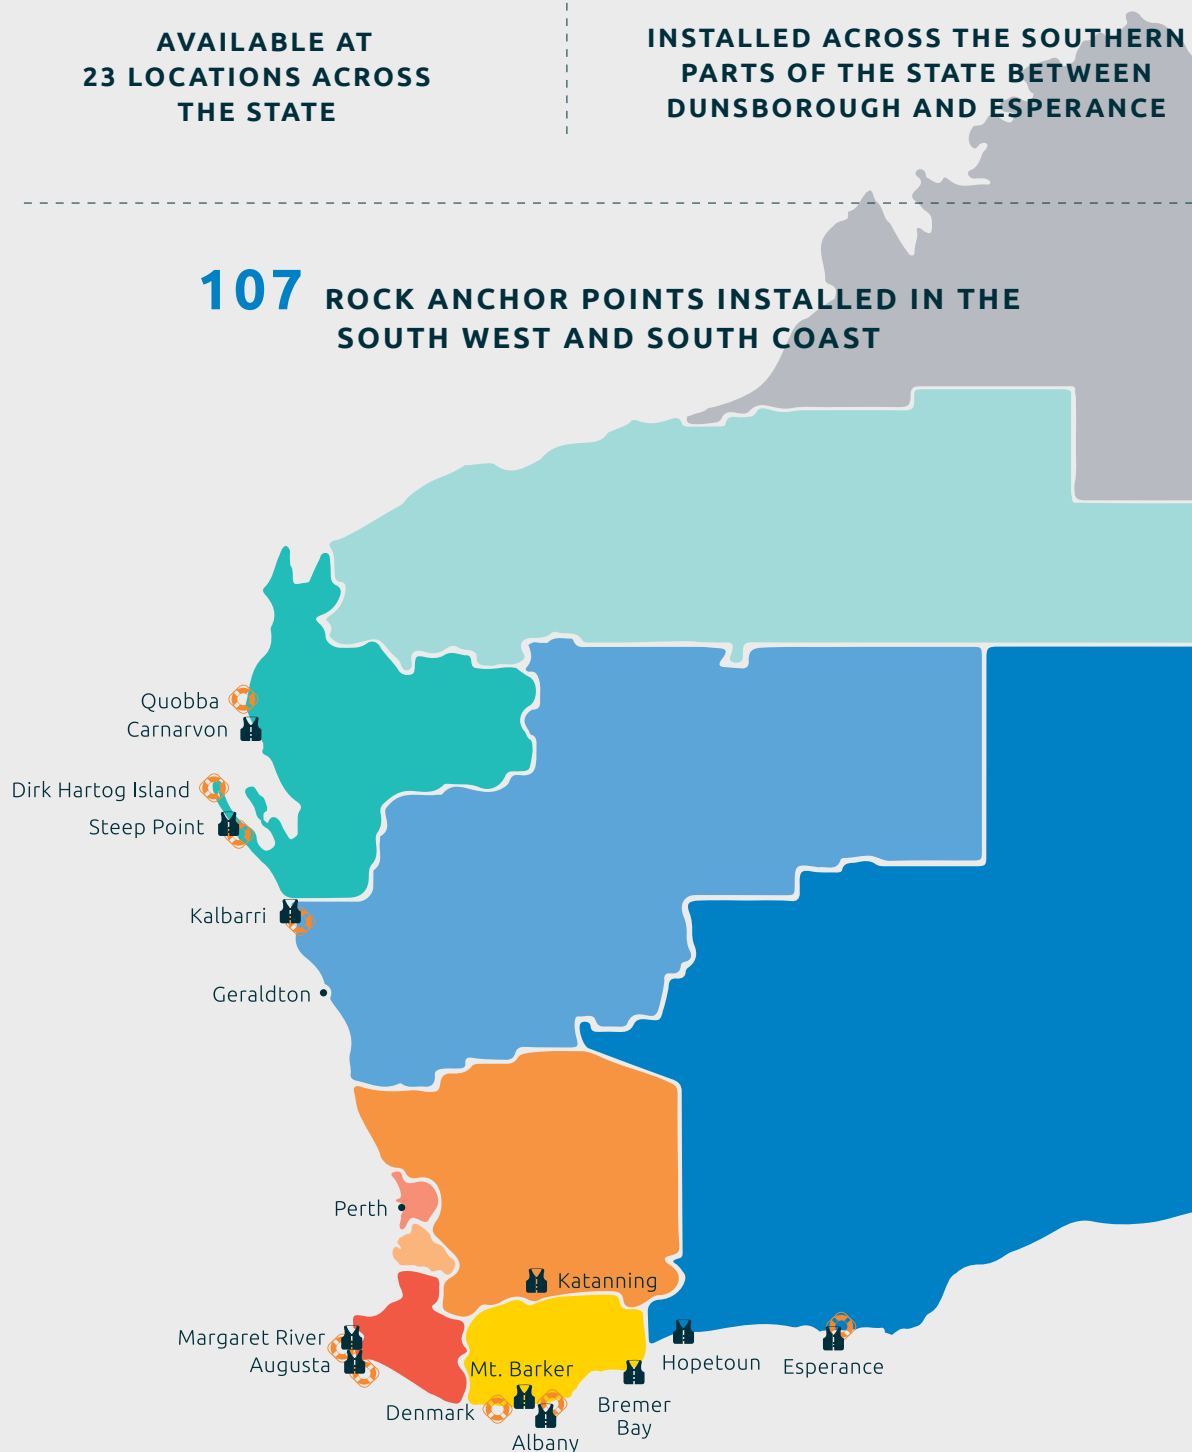 AVAILABLE AT
23 LOCATIONS ACROSS
THE STATE
INSTALLED ACROSS THE SOUTHERN
PARTS OF THE STATE BETWEEN
DUNSBOROUGH AND ESPERANCE
107 ROCK ANCHOR POINTS INSTALLED IN THE
SOUTH WEST AND SOUTH COAST
Quobba
Carnarvon
Dirk Hartog Island
Steep Point
Kalbarri
Geraldton
Perth
Katanning
Margaret River
Augusta
Mt. Barker
Denmark
Albany
Bremer
Bay
Hopetoun
Esperance